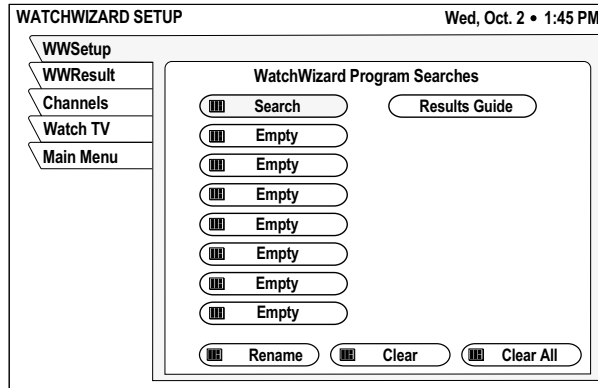 WATCHWIZARD SETUP Wed, Oct. 2 • 1:45 PM
WWSetup
WWResult
Channels
Watch TV
Main Menu
WatchWizard Program Searches
Search Results Guide
Empty
Empty
Empty
Empty
Empty
Empty
Empty
Rename Clear Clear All